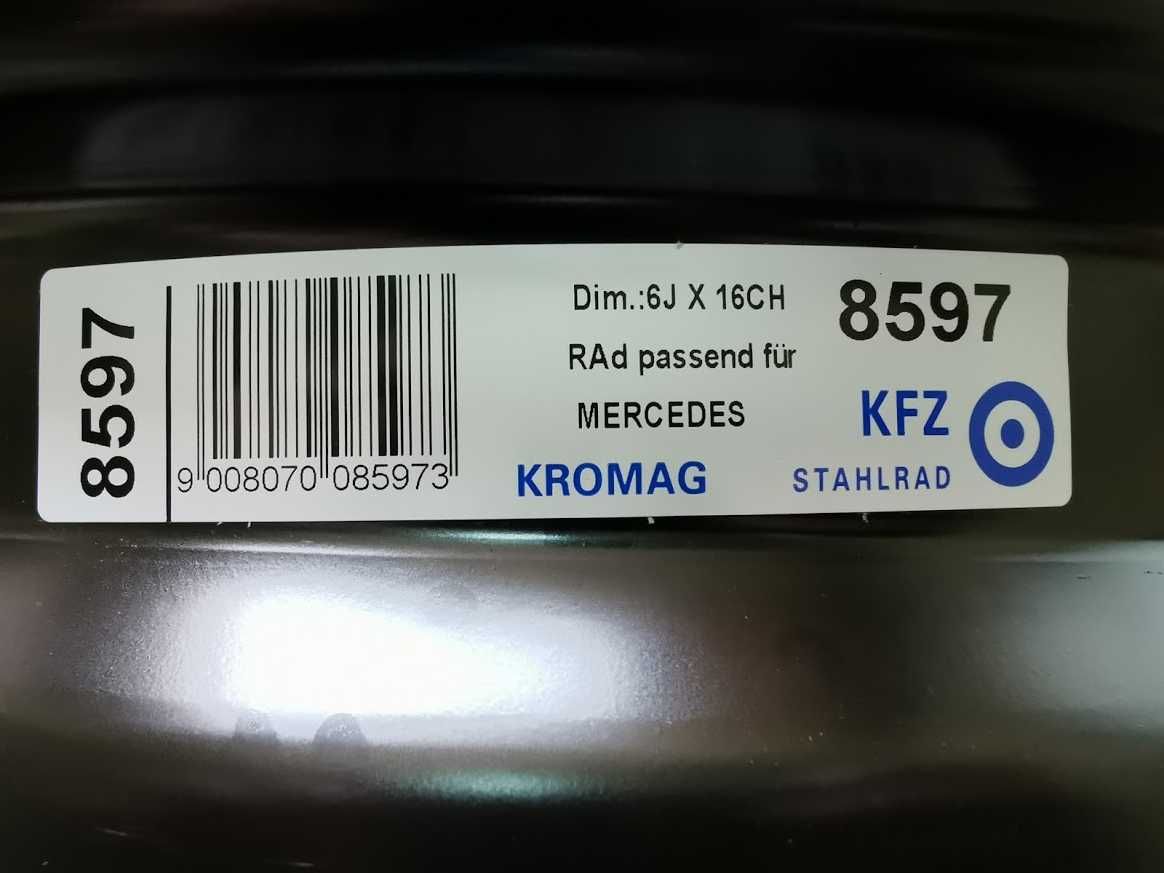 8597
9 008070 085973
Dim.:6J X 16CH
RAd passend für
MERCEDES
KROMAG
8597
KFZ
STAHLRAD